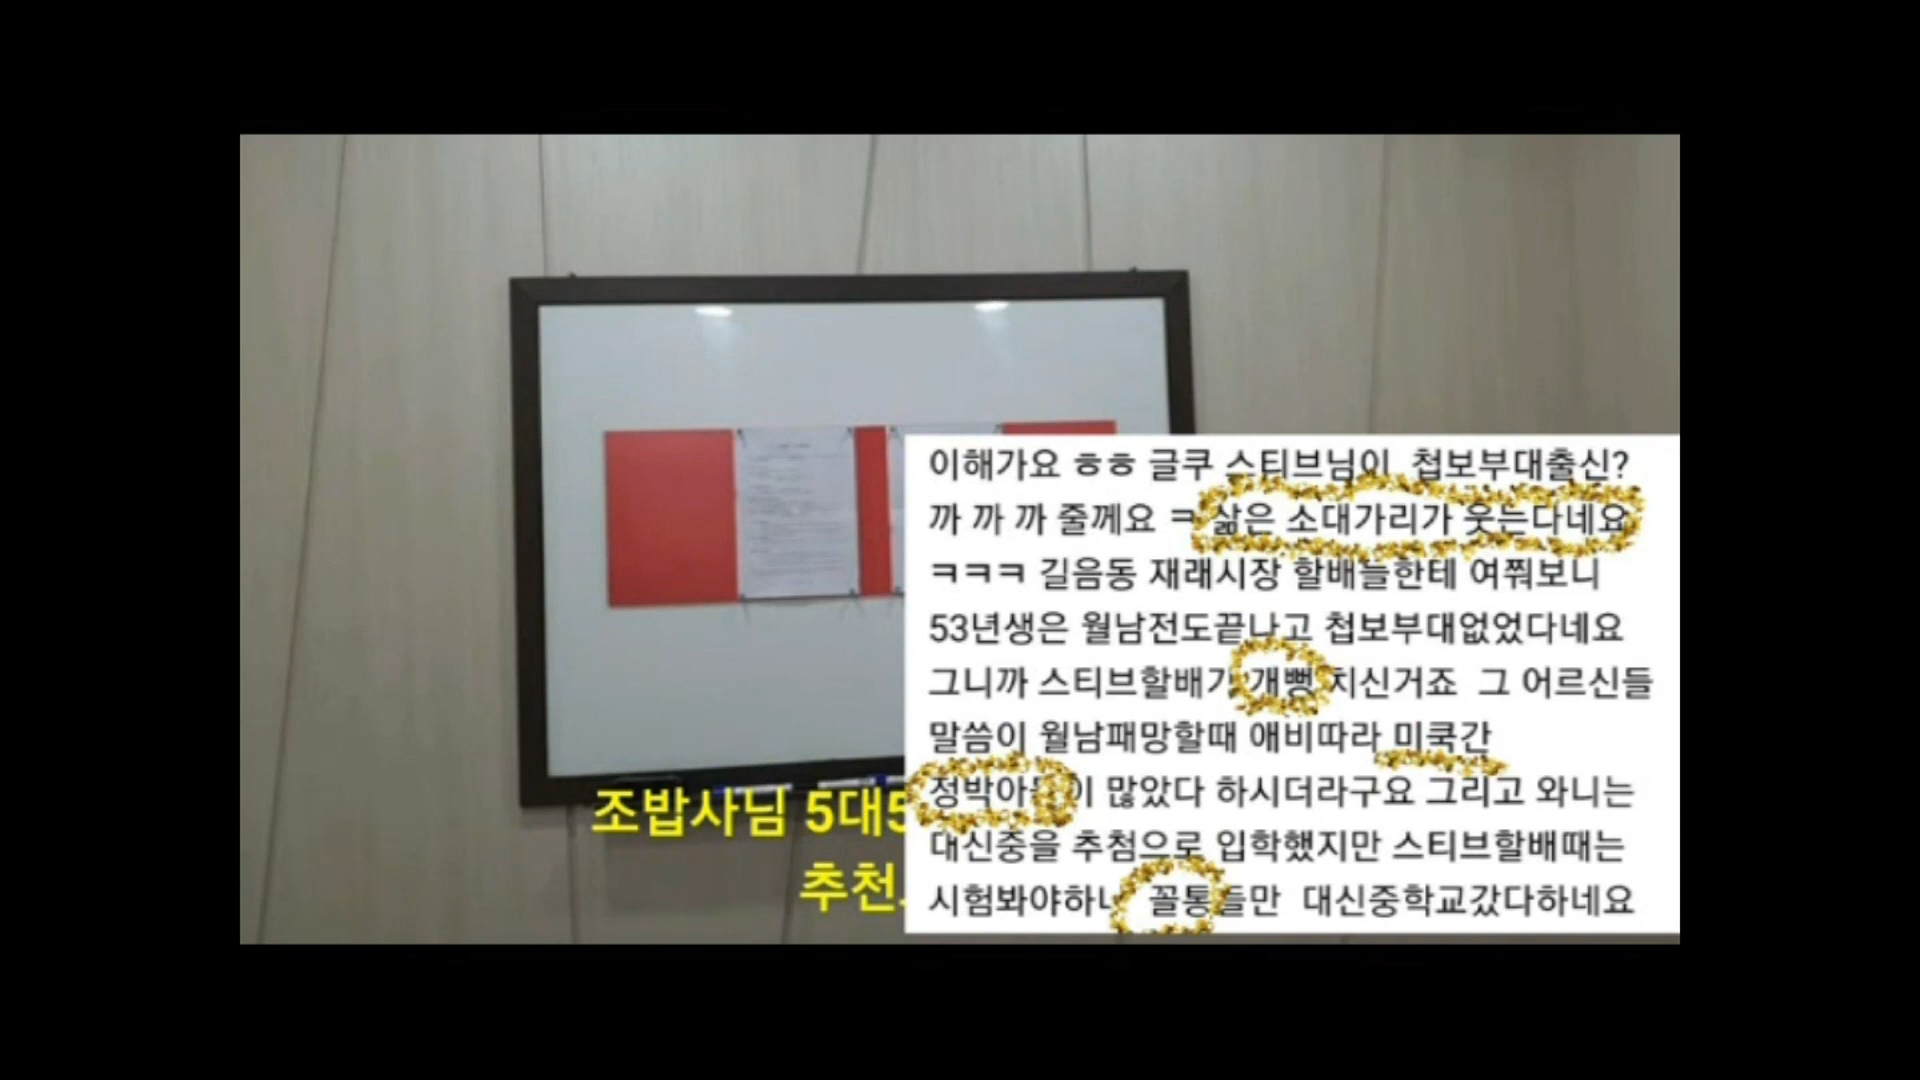 이해가요 ㅎㅎ 글쿠 스티브님이 첩보부대출신?
까 까 까 줄께요 ㅋ 삶은 소대가리가 웃는다네요
ㅋㅋㅋ 길음동 재래시장 할배들한테 여쭤보니
53년생은 월남전도끝나고 첩보부대없었다네요
그니까 스티브할배가 개뻥 치신거죠 그 어르신들
말씀이 월남패망할때 애비따라 미쿡간
정박아들이 많았다 하시더라구요 그리고 와니는
대신중을 추첨으로 입학했지만 스티브할배때는
시험봐야하니 꼴통들만 대신중학교갔다하네요
조밥사님 5대5
추천